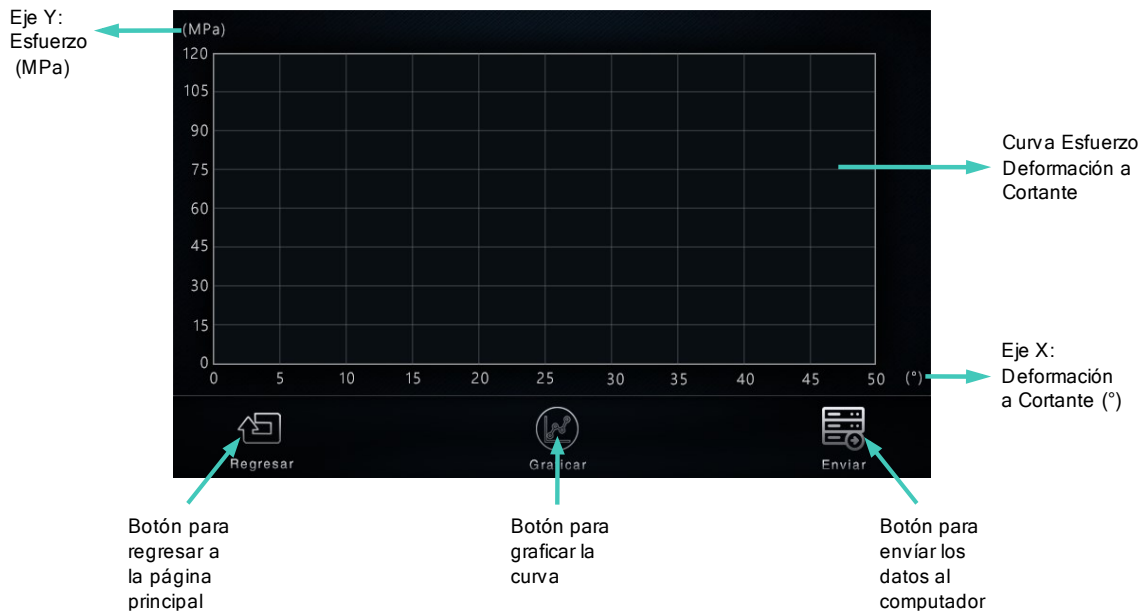 Eje Y:
Esfuerzo
(MPa)
(MPa)
120
105
90
75
60
45
30
15
0
0 5 10 15 20 25 30 35 40 45 50 (°)
Curva Esfuerzo
Deformación a
Cortante
Eje X:
Deformación
a Cortante (°)
Regresar
Graficar
Enviar
Botón para
regresar a
la página
principal
Botón para
graficar la
curva
Botón para
envíar los
datos al
computador